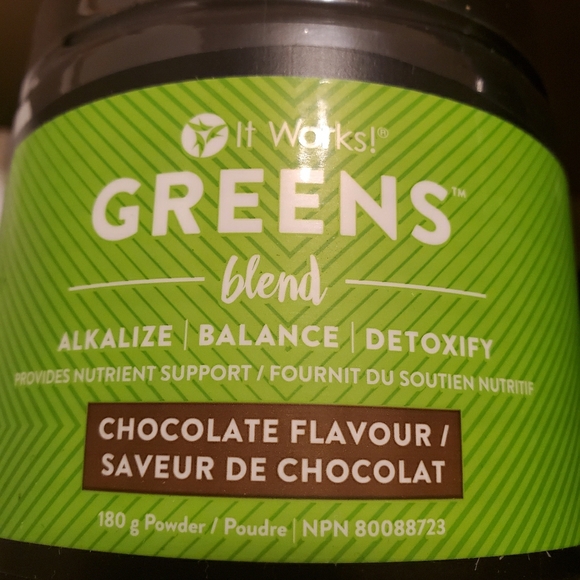 It Works!®
GREENS™
blend
ALKALIZE | BALANCE | DETOXIFY
PROVIDES NUTRIENT SUPPORT / FOURNIT DU SOUTIEN NUTRITIF
CHOCOLATE FLAVOUR /
SAVEUR DE CHOCOLAT
180 g Powder / Poudre | NPN 80088723